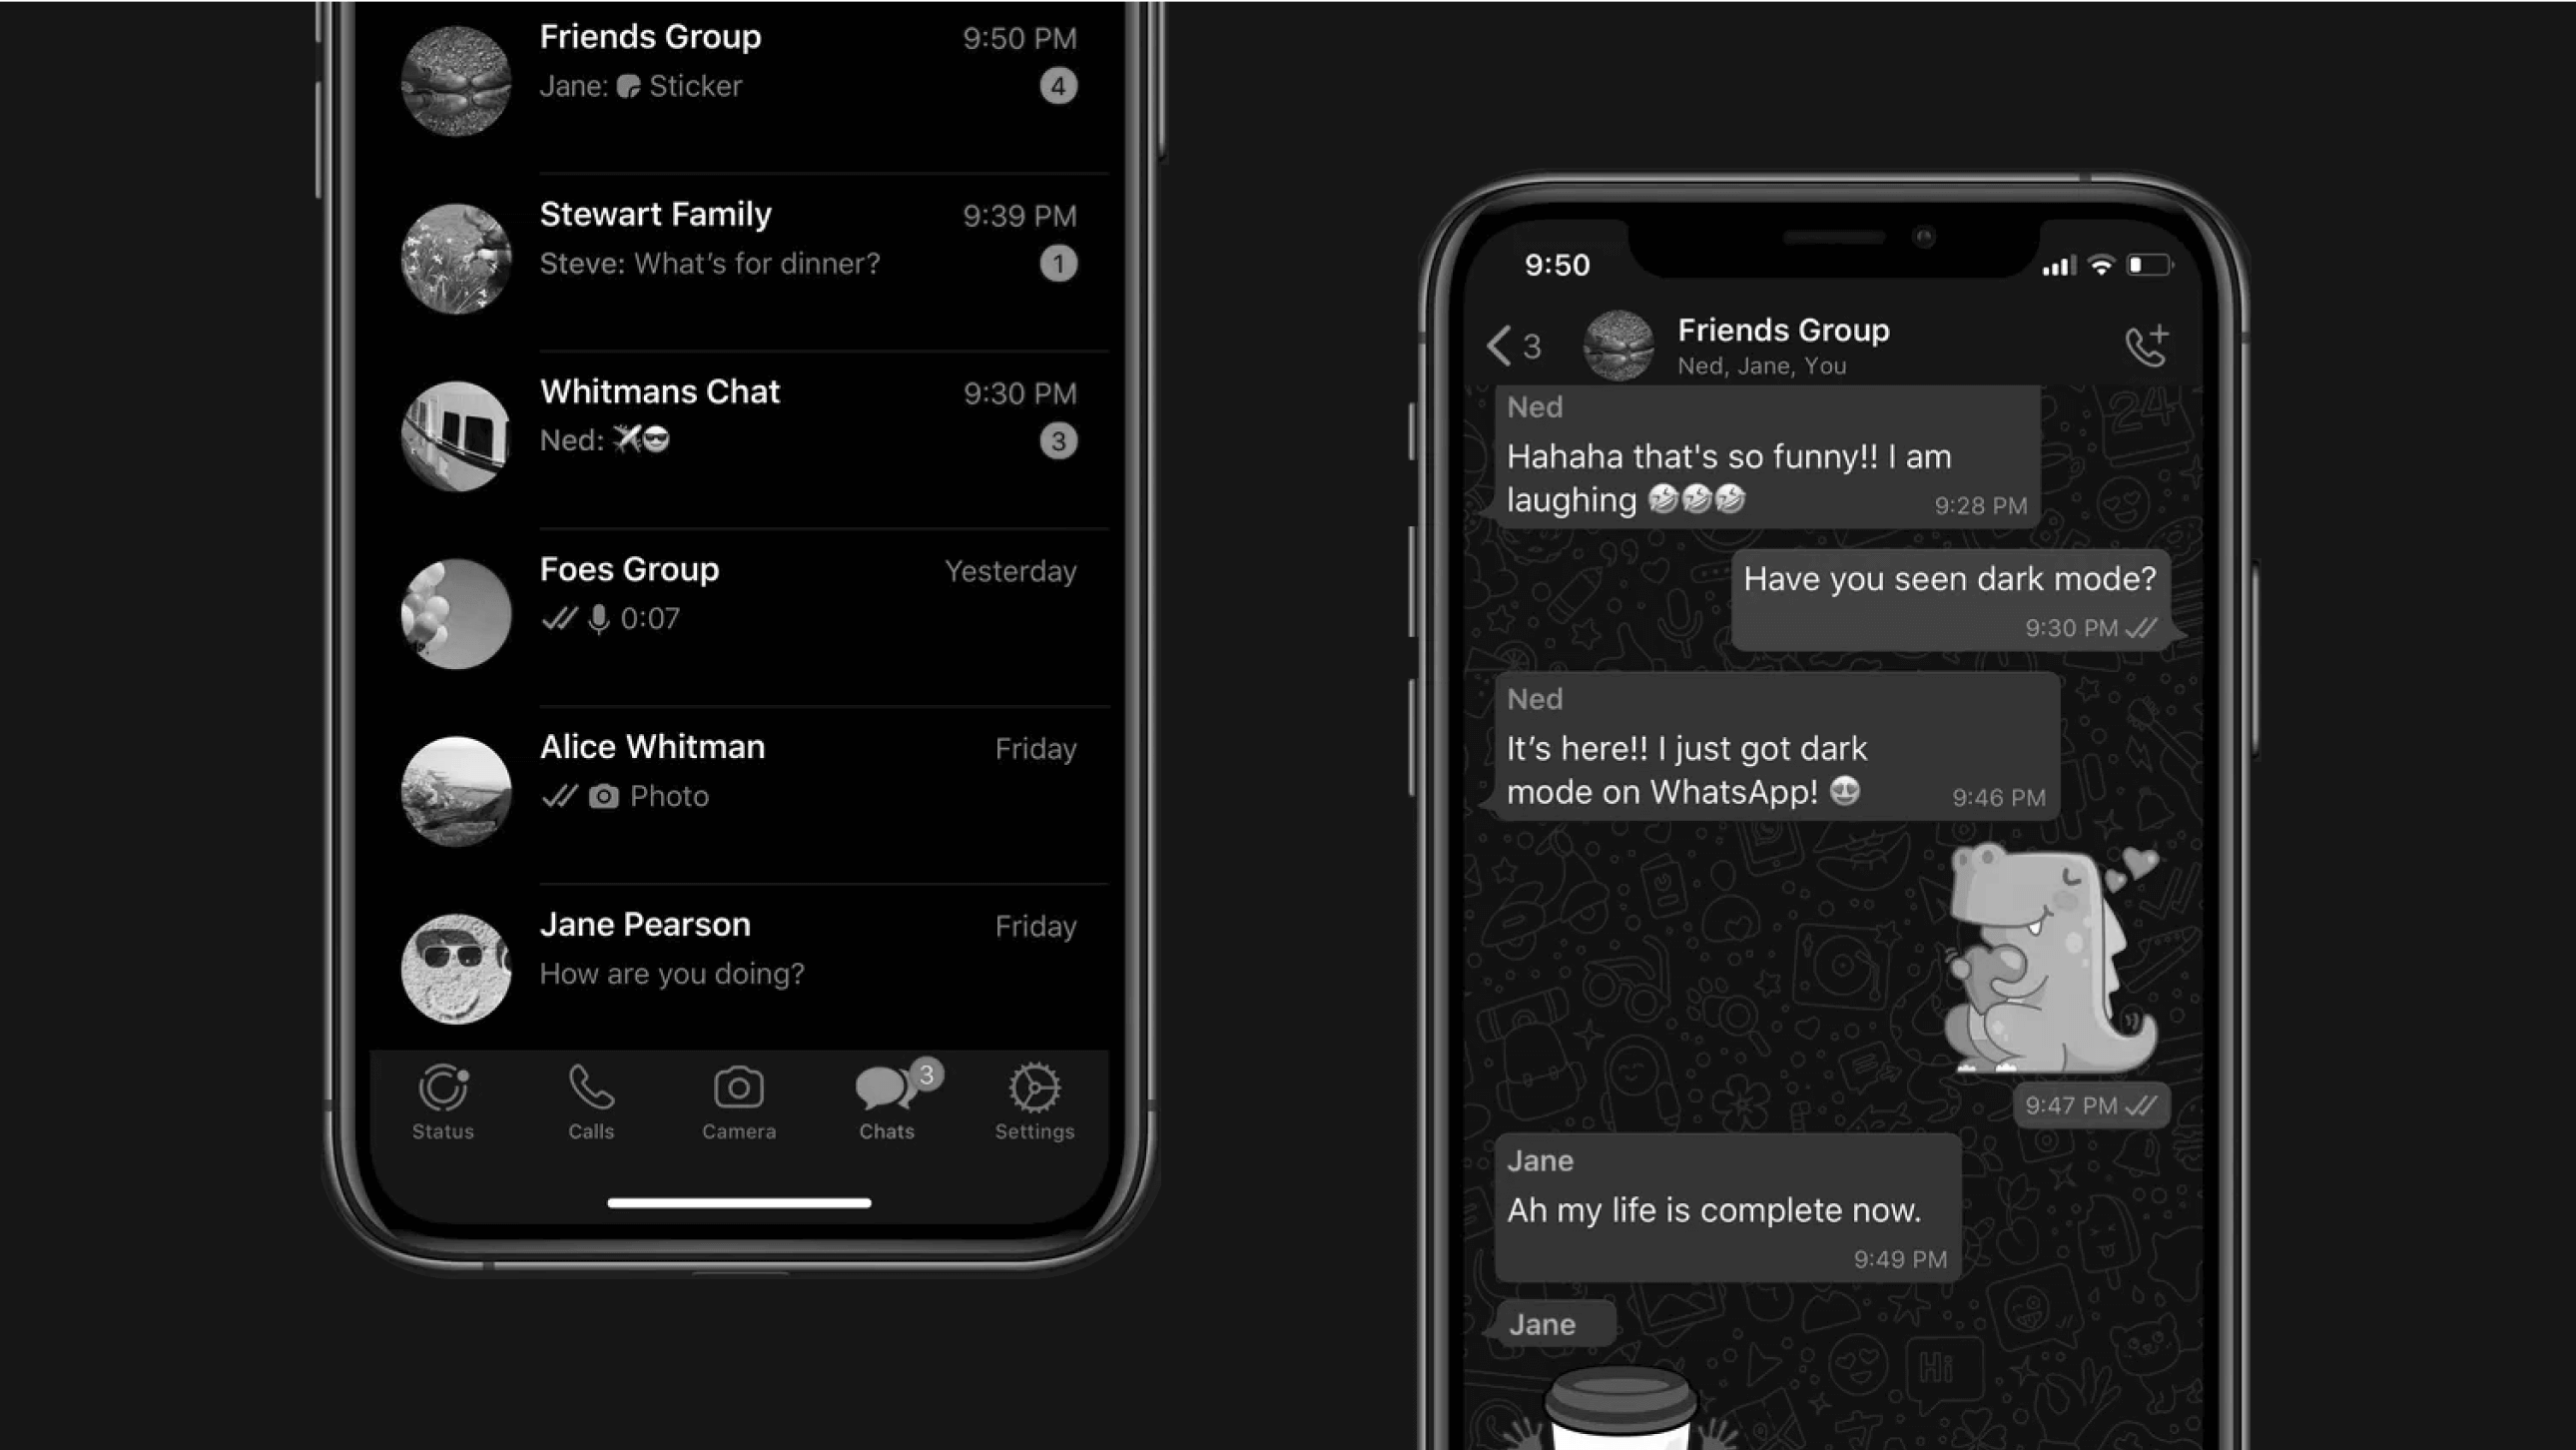 Friends Group
9:50 PM
Jane: Sticker
4
Stewart Family
9:39 PM
Steve: What's for dinner?
1
Whitmans Chat
9:30 PM
Ned: ✈️😎
3
Foes Group
Yesterday
0:07
Alice Whitman
Friday
Photo
Jane Pearson
Friday
How are you doing?
3
Status
Calls
Camera
Chats
Settings
9:50
3
Friends Group
Ned, Jane, You
24
Ned
Hahaha that's so funny!! I am
laughing 🤣🤣🤣
9:28 PM
Have you seen dark mode?
9:30 PM
Ned
It's here!! I just got dark
mode on WhatsApp! 🤩
9:46 PM
9:47 PM
Jane
Ah my life is complete now.
9:49 PM
Jane
Hi